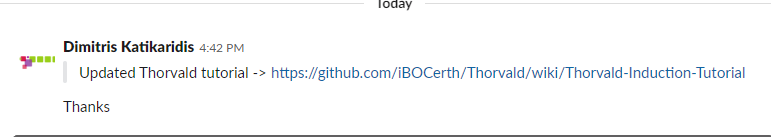 Today
Dimitris Katikaridis 4:42 PM
Updated Thorvald tutorial -> https://github.com/iBOCerth/Thorvald/wiki/Thorvald-Induction-Tutorial
Thanks